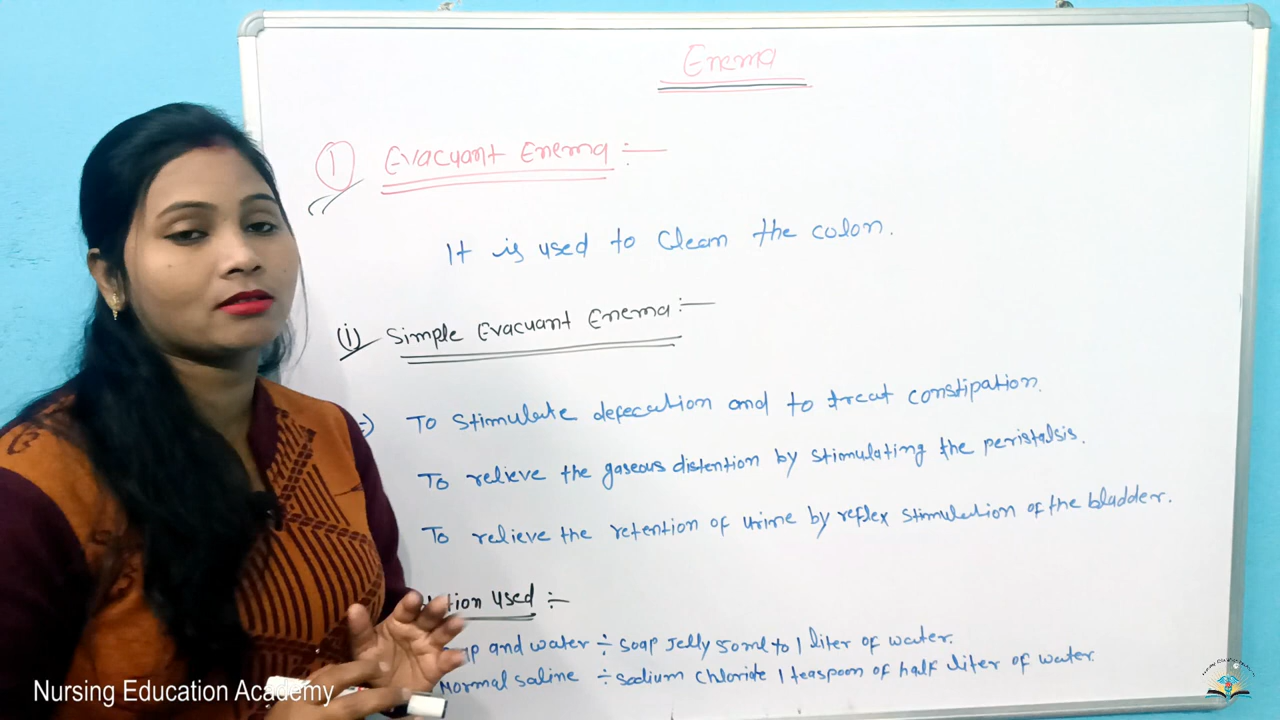 Enema
① Evacuant Enema :-
It is used to clean the colon.
(i) Simple Evacuant Enema :-
To stimulate defecation and to treat constipation.
To relieve the gaseous distention by stimulating the peristalsis.
To relieve the retention of urine by reflex stimulation of the bladder.
used :-
and water ÷ soap Jelly 50ml to 1 liter of water.
Normal saline ÷ sodium chloride 1 teaspoon of half liter of water.
Nursing Education Academy